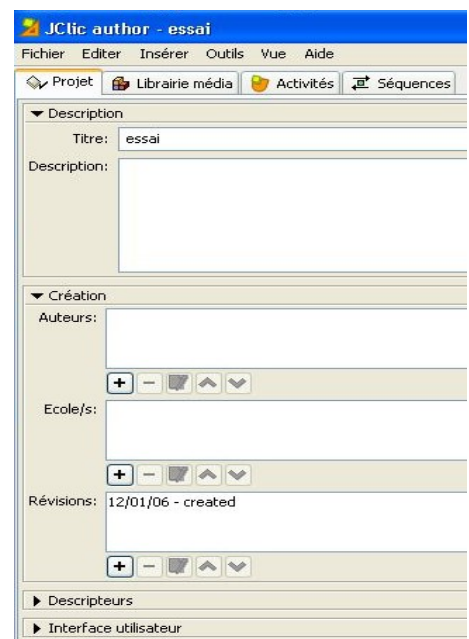 JClic author - essai
Fichier Editer Insérer Outils Vue Aide
Projet Librairie média Activités Séquences
Description
Titre: essai
Description:
Création
Auteurs:
Ecole/s:
Révisions: 12/01/06 - created
Descripteurs
Interface utilisateur